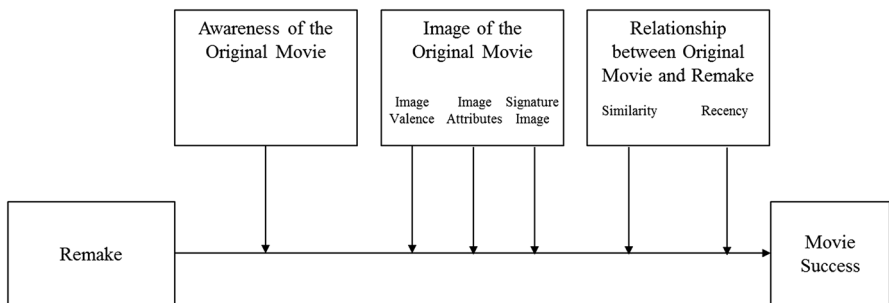 Awareness of the
Original Movie
Image of the
Original Movie
Image
Valence
Image
Attributes
Signature
Image
Relationship
between Original
Movie and Remake
Similarity
Recency
Remake
Movie
Success